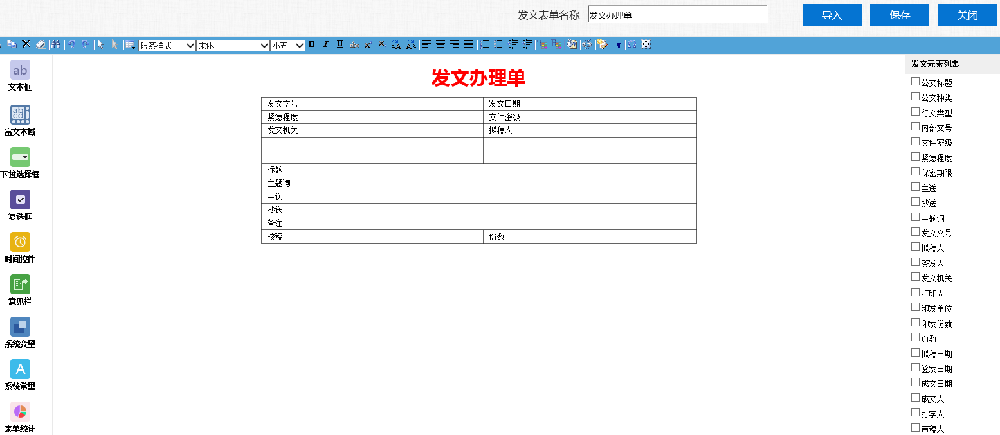 发文表单名称 发文办理单 导入 保存 关闭
段落样式 宋体 小五 B I U abc
ab
文本框
abcd
富文本域
下拉选择框
复选框
时间控件
意见栏
系统变量
A
系统常量
表单统计
发文办理单
发文字号 发文日期
紧急程度 文件密级
发文机关 拟稿人
标题
主题词
主送
抄送
备注
核稿 份数
发文元素列表
公文标题
公文种类
行文类型
内部文号
文件密级
紧急程度
保密期限
主送
抄送
主题词
发文文号
拟稿人
签发人
发文机关
打印人
印发单位
印发份数
页数
拟稿日期
签发日期
成文日期
成文人
打字人
审稿人